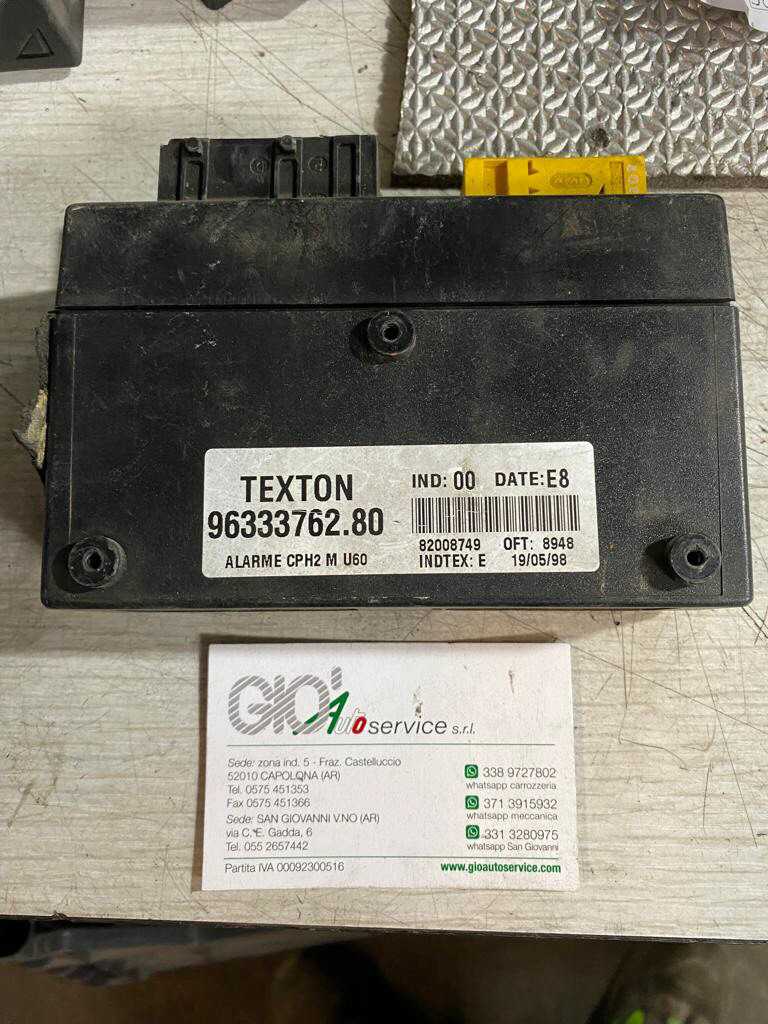 TEXTON
96333762.80
ALARME CPH2 M U60
IND: 00 DATE:E8
82008749 OFT: 8948
INDTEX: E 19/05/98
GIO' Auto service s.r.l.
Sede: zona ind. 5 - Fraz. Castelluccio
52010 CAPOLONA (AR)
Tel. 0575 451353
Fax 0575 451366
Sede: SAN GIOVANNI V.NO (AR)
via C. E. Gadda, 6
Tel. 055 2657442
Partita IVA 00092300516
338 9727802
whatsapp carrozzeria
371 3915932
whatsapp meccanica
331 3280975
whatsapp San Giovanni
www.gioautoservice.com